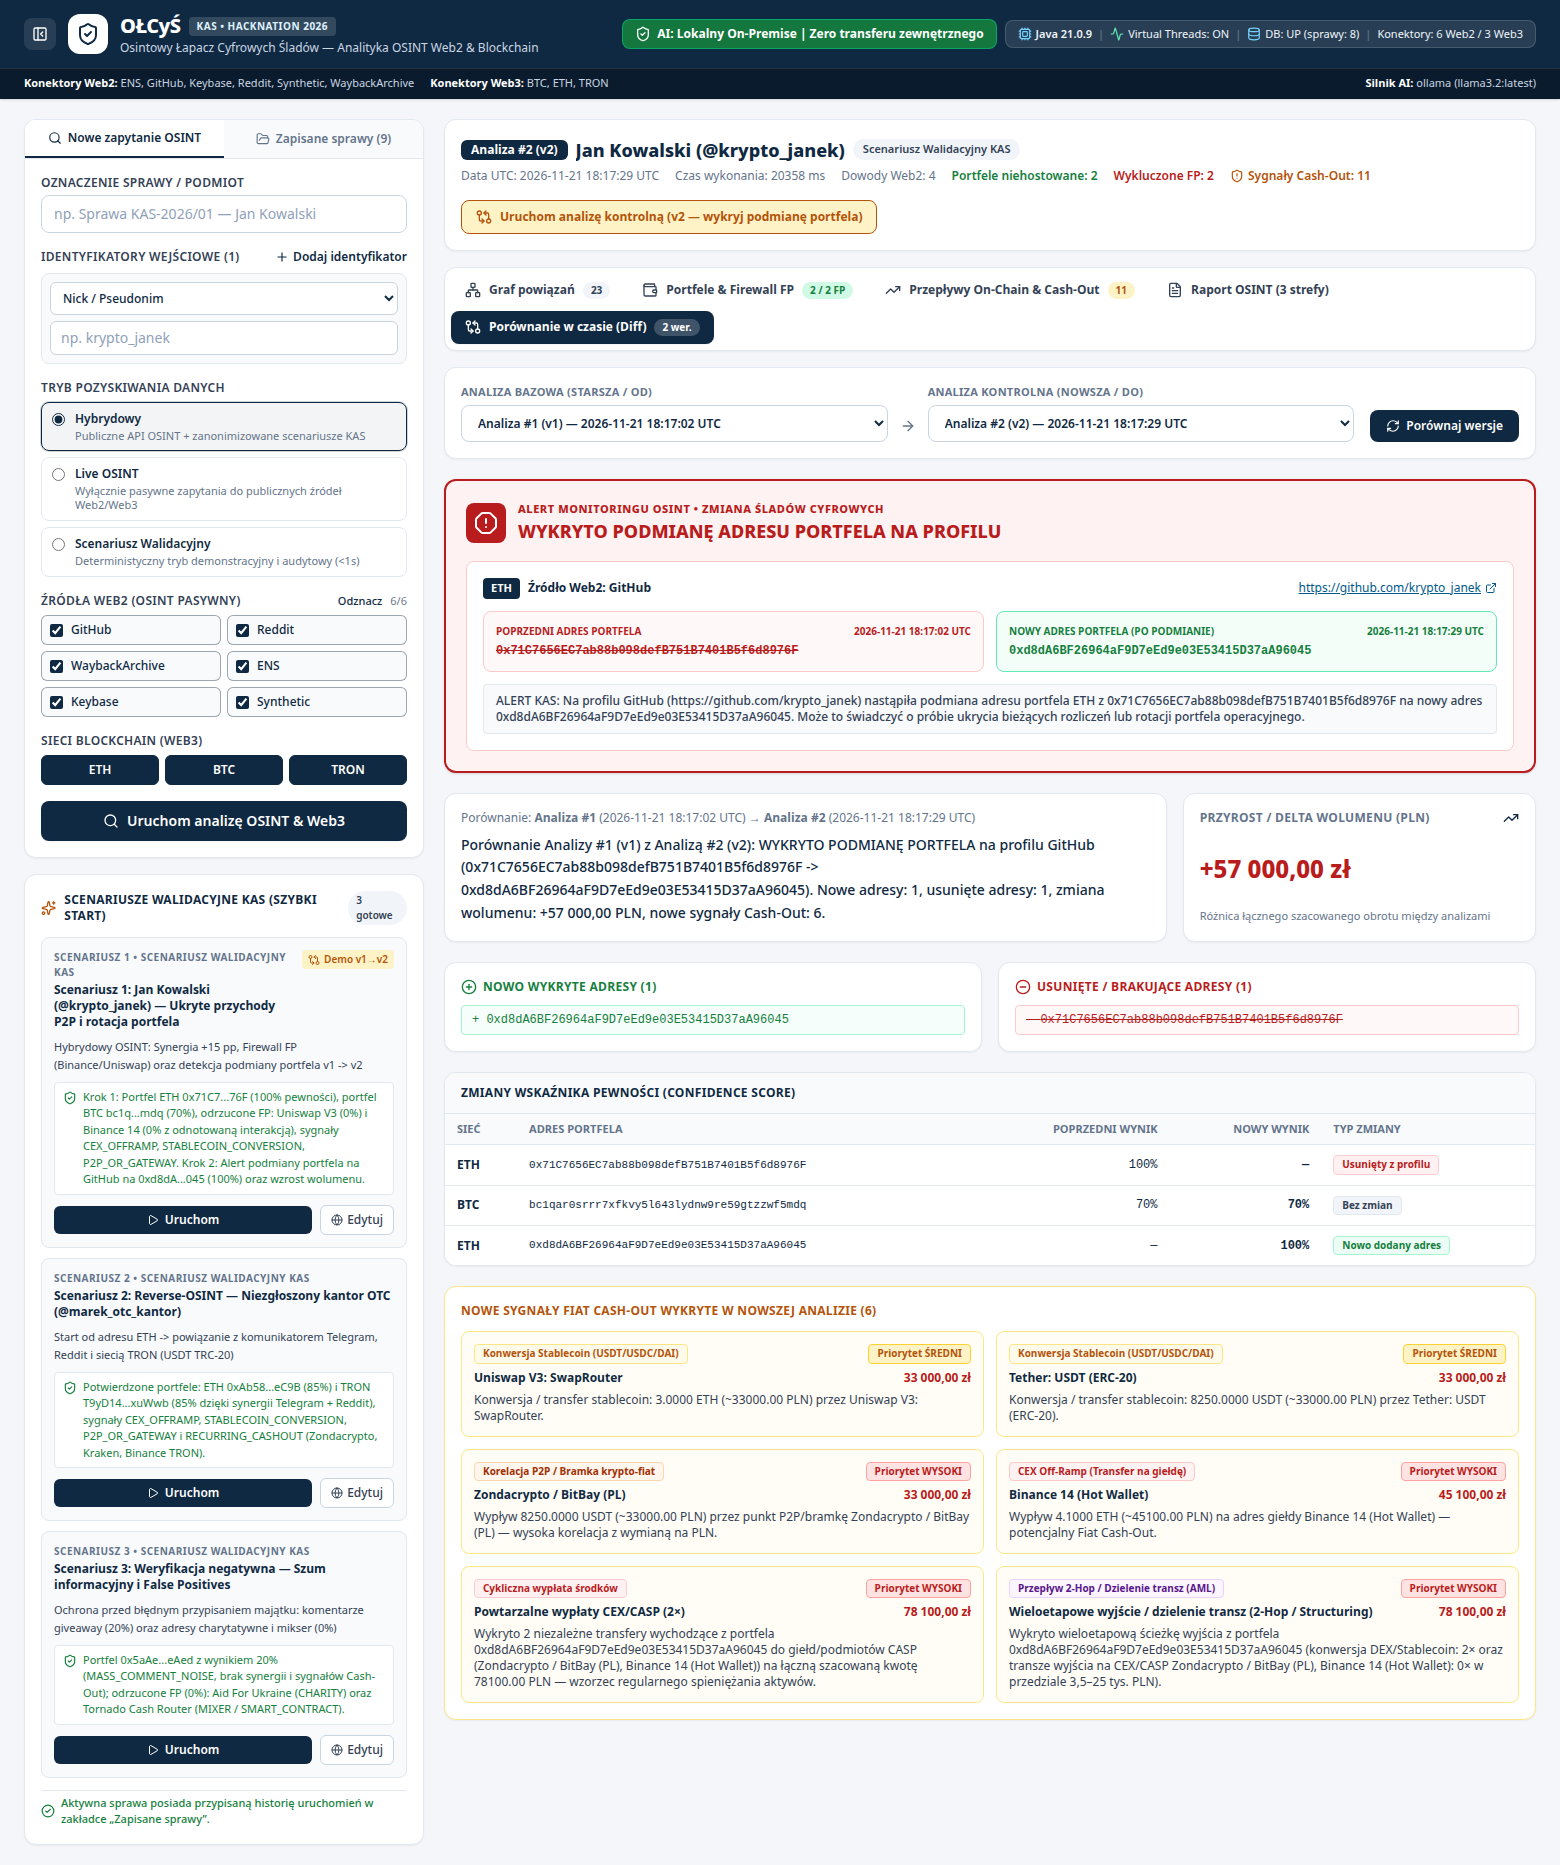 OŁCyŚ KAS • HACKNATION 2026
Osintowy Łapacz Cyfrowych Śladów — Analityka OSINT Web2 & Blockchain
AI: Lokalny On-Premise | Zero transferu zewnętrznego
Java 21.0.9 | Virtual Threads: ON | DB: UP (sprawy: 8) | Konektory: 6 Web2 / 3 Web3
Konektory Web2: ENS, GitHub, Keybase, Reddit, Synthetic, WaybackArchive Konektory Web3: BTC, ETH, TRON
Silnik AI: ollama (llama3.2:latest)
Nowe zapytanie OSINT
Zapisane sprawy (9)
OZNACZENIE SPRAWY / PODMIOT
np. Sprawa KAS-2026/01 — Jan Kowalski
IDENTYFIKATORY WEJŚCIOWE (1)
Dodaj identyfikator
Nick / Pseudonim
np. krypto_janek
TRYB POZYSKIWANIA DANYCH
Hybrydowy
Publiczne API OSINT + zanonimizowane scenariusze KAS
Live OSINT
Wyłącznie pasywne zapytania do publicznych źródeł
Web2/Web3
Scenariusz Walidacyjny
Deterministyczny tryb demonstracyjny i audytowy (<1s)
ŹRÓDŁA WEB2 (OSINT PASYWNY)
Odznacz 6/6
GitHub
Reddit
WaybackArchive
ENS
Keybase
Synthetic
SIECI BLOCKCHAIN (WEB3)
ETH
BTC
TRON
Uruchom analizę OSINT & Web3
SCENARIUSZE WALIDACYJNE KAS (SZYBKI
START)
3
gotowe
SCENARIUSZ 1 • SCENARIUSZ WALIDACYJNY
KAS
Demo v1→v2
Scenariusz 1: Jan Kowalski
(@krypto_janek) — Ukryte przychody
P2P i rotacja portfela
Hybrydowy OSINT: Synergia +15 pp, Firewall FP
(Binance/Uniswap) oraz detekcja podmiany portfela v1 -> v2
Krok 1: Portfel ETH 0x71C7...76F (100% pewności), portfel
BTC bc1q...mdq (70%), odrzucone FP: Uniswap V3 (0%) i
Binance 14 (0% z odnotowaną interakcją), sygnały
CEX_OFFRAMP, STABLECOIN_CONVERSION,
P2P_OR_GATEWAY. Krok 2: Alert podmiany portfela na
GitHub na 0xd8dA...045 (100%) oraz wzrost wolumenu.
Uruchom
Edytuj
SCENARIUSZ 2 • SCENARIUSZ WALIDACYJNY KAS
Scenariusz 2: Reverse-OSINT — Niezgłoszony kantor OTC
(@marek_otc_kantor)
Start od adresu ETH -> powiązanie z komunikatorem Telegram,
Reddit i siecią TRON (USDT TRC-20)
Potwierdzone portfele: ETH 0xAb58...eC9B (85%) i TRON
T9yD14...xuWwb (85% dzięki synergii Telegram + Reddit),
sygnały CEX_OFFRAMP, STABLECOIN_CONVERSION,
P2P_OR_GATEWAY i RECURRING_CASHOUT (Zondacrypto,
Kraken, Binance TRON).
Uruchom
Edytuj
SCENARIUSZ 3 • SCENARIUSZ WALIDACYJNY KAS
Scenariusz 3: Weryfikacja negatywna — Szum
informacyjny i False Positives
Ochrona przed błędnym przypisaniem majątku: komentarze
giveaway (20%) oraz adresy charytatywne i mikser (0%)
Portfel 0x5aAe...eAed z wynikiem 20%
(MASS_COMMENT_NOISE, brak synergii i sygnałów Cash-
Out); odrzucone FP (0%): Aid For Ukraine (CHARITY) oraz
Tornado Cash Router (MIXER / SMART_CONTRACT).
Uruchom
Edytuj
Aktywna sprawa posiada przypisaną historię uruchomień w
zakładce „Zapisane sprawy”.
Analiza #2 (v2) Jan Kowalski (@krypto_janek) Scenariusz Walidacyjny KAS
Data UTC: 2026-11-21 18:17:29 UTC Czas wykonania: 20358 ms Dowody Web2: 4 Portfele niehostowane: 2 Wykluczone FP: 2 Sygnały Cash-Out: 11
Uruchom analizę kontrolną (v2 — wykryj podmianę portfela)
Graf powiązań 23
Portfele & Firewall FP 2 / 2 FP
Przepływy On-Chain & Cash-Out 11
Raport OSINT (3 strefy)
Porównanie w czasie (Diff) 2 wer.
ANALIZA BAZOWA (STARSZA / OD)
Analiza #1 (v1) — 2026-11-21 18:17:02 UTC
→
ANALIZA KONTROLNA (NOWSZA / DO)
Analiza #2 (v2) — 2026-11-21 18:17:29 UTC
Porównaj wersje
ALERT MONITORINGU OSINT • ZMIANA ŚLADÓW CYFROWYCH
WYKRYTO PODMIANĘ ADRESU PORTFELA NA PROFILU
ETH Źródło Web2: GitHub
https://github.com/krypto_janek
POPRZEDNI ADRES PORTFELA 2026-11-21 18:17:02 UTC
0x71C7656EC7ab88b098defB751B7401B5f6d8976F
NOWY ADRES PORTFELA (PO PODMIANIE) 2026-11-21 18:17:29 UTC
0xd8dA6BF26964aF9D7eEd9e03E53415D37aA96045
ALERT KAS: Na profilu GitHub (https://github.com/krypto_janek) nastąpiła podmiana adresu portfela ETH z 0x71C7656EC7ab88b098defB751B7401B5f6d8976F na nowy adres
0xd8dA6BF26964aF9D7eEd9e03E53415D37aA96045. Może to świadczyć o próbie ukrycia bieżących rozliczeń lub rotacji portfela operacyjnego.
Porównanie: Analiza #1 (2026-11-21 18:17:02 UTC) → Analiza #2 (2026-11-21 18:17:29 UTC)
Porównanie Analizy #1 (v1) z Analizą #2 (v2): WYKRYTO PODMIANĘ PORTFELA na profilu GitHub
(0x71C7656EC7ab88b098defB751B7401B5f6d8976F ->
0xd8dA6BF26964aF9D7eEd9e03E53415D37aA96045). Nowe adresy: 1, usunięte adresy: 1, zmiana
wolumenu: +57 000,00 PLN, nowe sygnały Cash-Out: 6.
PRZYROST / DELTA WOLUMENU (PLN)
+57 000,00 zł
Różnica łącznego szacowanego obrotu między analizami
NOWO WYKRYTE ADRESY (1)
+ 0xd8dA6BF26964aF9D7eEd9e03E53415D37aA96045
USUNIĘTE / BRAKUJĄCE ADRESY (1)
— 0x71C7656EC7ab88b098defB751B7401B5f6d8976F
ZMIANY WSKAŹNIKA PEWNOŚCI (CONFIDENCE SCORE)
SIEĆ ADRES PORTFELA POPRZEDNI WYNIK NOWY WYNIK TYP ZMIANY
ETH 0x71C7656EC7ab88b098defB751B7401B5f6d8976F 100% — Usunięty z profilu
BTC bc1qar0srrr7xfkvy5l643lydnw9re59gtzzwf5mdq 70% 70% Bez zmian
ETH 0xd8dA6BF26964aF9D7eEd9e03E53415D37aA96045 — 100% Nowo dodany adres
NOWE SYGNAŁY FIAT CASH-OUT WYKRYTE W NOWSZEJ ANALIZIE (6)
Konwersja Stablecoin (USDT/USDC/DAI) Priorytet ŚREDNI
Uniswap V3: SwapRouter 33 000,00 zł
Konwersja / transfer stablecoin: 3.0000 ETH (~33000.00 PLN) przez Uniswap V3:
SwapRouter.
Konwersja Stablecoin (USDT/USDC/DAI) Priorytet ŚREDNI
Tether: USDT (ERC-20) 33 000,00 zł
Konwersja / transfer stablecoin: 8250.0000 USDT (~33000.00 PLN) przez Tether: USDT
(ERC-20).
Korelacja P2P / Bramka krypto-fiat Priorytet WYSOKI
Zondacrypto / BitBay (PL) 33 000,00 zł
Wypływ 8250.0000 USDT (~33000.00 PLN) przez punkt P2P/bramkę Zondacrypto / BitBay
(PL) — wysoka korelacja z wymianą na PLN.
CEX Off-Ramp (Transfer na giełdę) Priorytet WYSOKI
Binance 14 (Hot Wallet) 45 100,00 zł
Wypływ 4.1000 ETH (~45100.00 PLN) na adres giełdy Binance 14 (Hot Wallet) —
potencjalny Fiat Cash-Out.
Cykliczna wypłata środków Priorytet WYSOKI
Powtarzalne wypłaty CEX/CASP (2×) 78 100,00 zł
Wykryto 2 niezależne transfery wychodzące z portfela
0xd8dA6BF26964aF9D7eEd9e03E53415D37aA96045 do giełd/podmiotów CASP
(Zondacrypto / BitBay (PL), Binance 14 (Hot Wallet)) na łączną szacowaną kwotę
78100.00 PLN — wzorzec regularnego spieniężania aktywów.
Przepływ 2-Hop / Dzielenie transz (AML) Priorytet WYSOKI
Wieloetapowe wyjście / dzielenie transz (2-Hop / Structuring) 78 100,00 zł
Wykryto wieloetapową ścieżkę wyjścia z portfela
0xd8dA6BF26964aF9D7eEd9e03E53415D37aA96045 (konwersja DEX/Stablecoin: 2× oraz
transze wyjścia na CEX/CASP Zondacrypto / BitBay (PL), Binance 14 (Hot Wallet): 0× w
przedziale 3,5–25 tys. PLN).